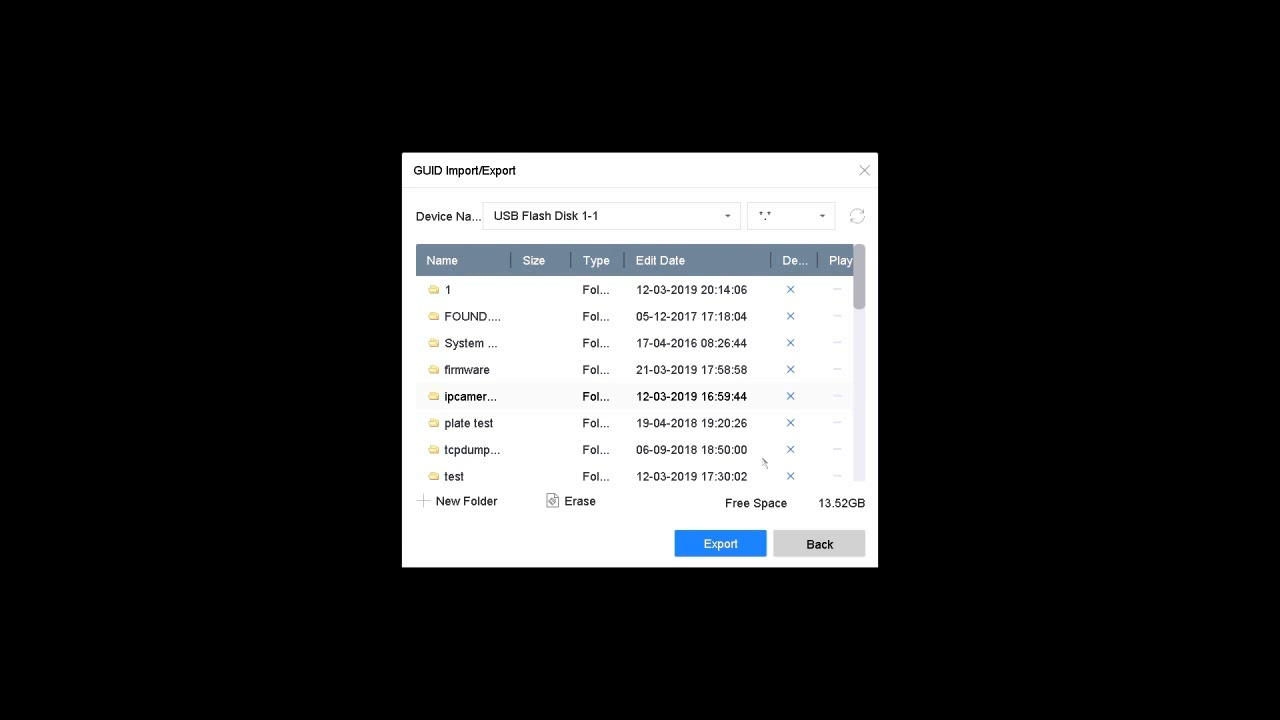 GUID Import/Export
Device Na... USB Flash Disk 1-1 *.*
Name Size Type Edit Date De... Play
1 Fol... 12-03-2019 20:14:06
FOUND.... Fol... 05-12-2017 17:18:04
System ... Fol... 17-04-2016 08:26:44
firmware Fol... 21-03-2019 17:58:58
ipcamer... Fol... 12-03-2019 16:59:44
plate test Fol... 19-04-2018 19:20:26
tcpdump... Fol... 06-09-2018 18:50:00
test Fol... 12-03-2019 17:30:02
New Folder Erase Free Space 13.52GB
Export Back